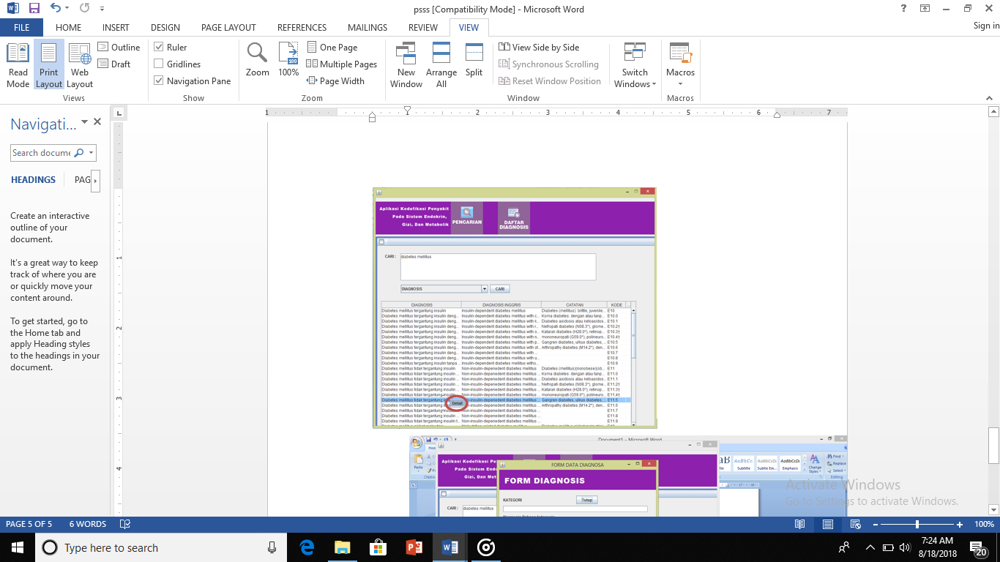 psss [Compatibility Mode] - Microsoft Word
Sign in
FILE HOME INSERT DESIGN PAGE LAYOUT REFERENCES MAILINGS REVIEW VIEW
Read Mode
Print Layout
Web Layout
Outline
Draft
Views
Ruler
Gridlines
Navigation Pane
Show
Zoom
100%
One Page
Multiple Pages
Page Width
Zoom
New Window
Arrange All
Split
View Side by Side
Synchronous Scrolling
Reset Window Position
Window
Switch Windows
Macros
Macros
Navigati...
Search docume
HEADINGS PAG
Create an interactive
outline of your
document.
It's a great way to keep
track of where you are
or quickly move your
content around.
To get started, go to
the Home tab and
apply Heading styles
to the headings in your
document.
Aplikasi Kodefikasi Penyakit
Pada Sistem Endokrin,
Gizi, Dan Metabolik
PENCARIAN
DAFTAR DIAGNOSIS
CARI :
diabetes mellitus
DIAGNOSIS
CARI
DIAGNOSIS DIAGNOSIS INGGRIS CATATAN KODE ...
Diabetes mellitus tergantung insulin Insulin-dependent diabetes mellitus Diabetes (mellitus): brittle, juvenile... E10
Diabetes mellitus tergantung insulin deng... Insulin-dependent diabetes mellitus with c... Koma diabetes: dengan atau tanp... E10.0
Diabetes mellitus tergantung insulin deng... Insulin-dependent diabetes mellitus with k... Diabetes asidosis atau ketoasidos... E10.1
Diabetes mellitus tergantung insulin deng... Insulin-dependent diabetes mellitus with r... Nefropati diabetes (N08.3*), glome... E10.2†
Diabetes mellitus tergantung insulin deng... Insulin-dependent diabetes mellitus with o... Katarak diabetes (H28.0*), retinop... E10.3†
Diabetes mellitus tergantung insulin deng... Insulin-dependent diabetes mellitus with n... mononeuropati (G59.0*), polineuro... E10.4†
Diabetes mellitus tergantung insulin deng... Insulin-dependent diabetes mellitus with p... Gangren diabetes, ulkus diabetes, ... E10.5
Diabetes mellitus tergantung insulin deng... Insulin-dependent diabetes mellitus with ot... Arthropathy diabetes (M14.2*), den... E10.6
Diabetes mellitus tergantung insulin deng... Insulin-dependent diabetes mellitus with ... E10.7
Diabetes mellitus tergantung insulin deng... Insulin-dependent diabetes mellitus with u... E10.8
Diabetes mellitus tergantung insulin tanpa ... Insulin-dependent diabetes mellitus witho... E10.9
Diabetes mellitus tidak tergantung insulin Non-insulin-depenedent diabetes mellitus Diabetes (mellitus)(nonobese)(ob... E11
Diabetes mellitus tidak tergantung insulin ... Non-insulin-depenedent diabetes mellitus ... Koma diabetes: dengan atau tanp... E11.0
Diabetes mellitus tidak tergantung insulin ... Non-insulin-depenedent diabetes mellitus ... Diabetes asidosis atau ketoasidos... E11.1
Diabetes mellitus tidak tergantung insulin ... Non-insulin-depenedent diabetes mellitus ... Nefropati diabetes (N08.3*), glome... E11.2†
Diabetes mellitus tidak tergantung insulin ... Non-insulin-depenedent diabetes mellitus ... Katarak diabetes (H28.0*), retinop... E11.3†
Diabetes mellitus tidak tergantung insulin ... Non-insulin-depenedent diabetes mellitus ... mononeuropati (G59.0*), polineuro... E11.4†
Diabetes mellitus tidak tergantung Non-insulin-depenedent diabetes mellitus ... Gangren diabetes, ulkus diabetes, ... E11.5
Detail
Diabetes mellitus tidak tergantung Non-insulin-depenedent diabetes mellitus ... Arthropathy diabetes (M14.2*), den... E11.6
Diabetes mellitus tidak tergantung insulin ... Non-insulin-depenedent diabetes mellitus ... E11.7
Diabetes mellitus tidak tergantung insulin ... Non-insulin-depenedent diabetes mellitus ... E11.8
Diabetes mellitus tidak tergantung insulin t... Non-insulin-depenedent diabetes mellitus ... E11.9
Document1 - Microsoft Word
Paste
Subtitle Subtle Em... Emphasis
Change Styles
Find
Replace
Select
Editing
Aplikasi Kodefikasi Pe
Pada Sistem End
Gizi, Dan Met
CARI :
diabetes mellitus
FORM DATA DIAGNOSA
FORM DIAGNOSIS
KATEGORI
Tutup
Activate Windows
Go to Settings to activate Windows.
PAGE 5 OF 5 6 WORDS
100%
Type here to search
7:24 AM
8/18/2018
20